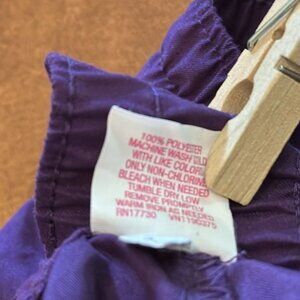 100% POLYESTER
MACHINE WASH COLD
WITH LIKE COLORS
ONLY NON-CHLORINE
BLEACH WHEN NEEDED
TUMBLE DRY LOW
REMOVE PROMPTLY
WARM IRON AS NEEDED
RN17730 VN1190375